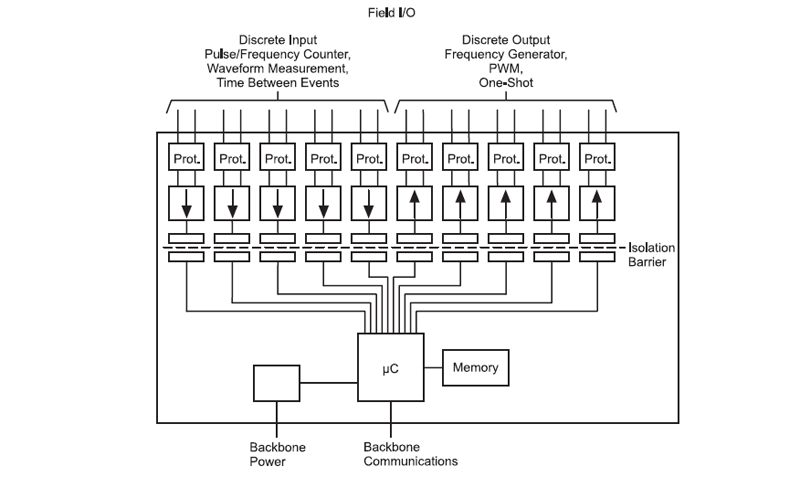 Field I/O
Discrete Input
Pulse/Frequency Counter,
Waveform Measurement,
Time Between Events
Discrete Output
Frequency Generator,
PWM,
One-Shot
Prot. Prot. Prot. Prot. Prot. Prot. Prot. Prot. Prot. Prot.
Isolation
Barrier
µC
Memory
Backbone
Power
Backbone
Communications